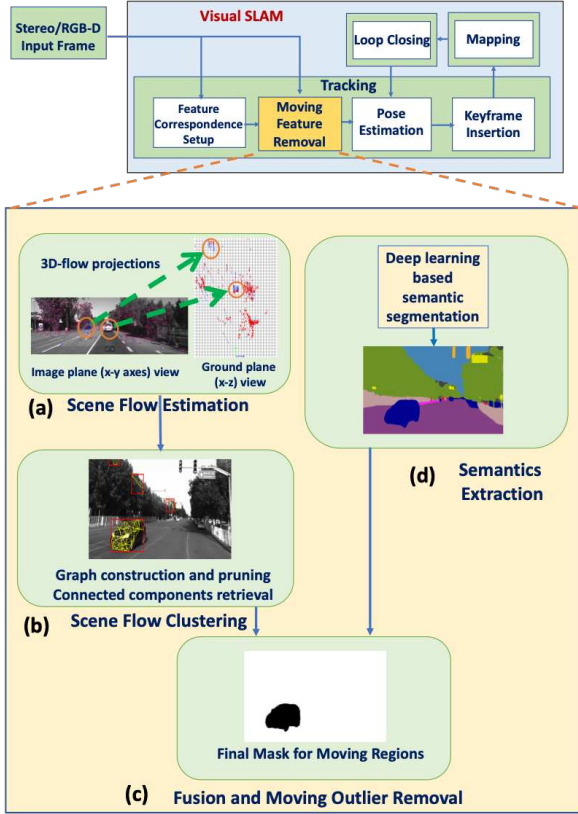 Stereo/RGB-D
Input Frame
Visual SLAM
Loop Closing
Mapping
Tracking
Feature
Correspondence
Setup
Moving
Feature
Removal
Pose
Estimation
Keyframe
Insertion
3D-flow projections
Image plane (x-y axes) view
Ground plane
(x-z) view
(a) Scene Flow Estimation
Deep learning
based
semantic
segmentation
(d) Semantics
Extraction
Graph construction and pruning
Connected components retrieval
(b) Scene Flow Clustering
Final Mask for Moving Regions
(c) Fusion and Moving Outlier Removal